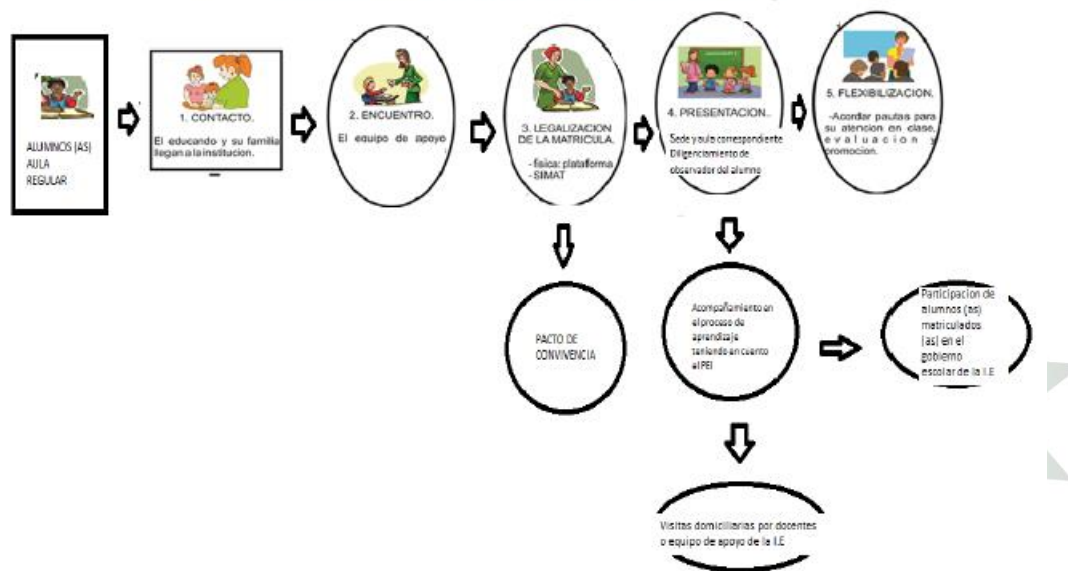 ALUMNOS (AS)
AULA
REGULAR
1. CONTACTO.
El educando y su familia
llegan a la institucion.
2. ENCUENTRO.
El equipo de apoyo
3. LEGALIZACION
DE LA MATRICULA.
- fisica: plataforma
- SIMAT
4. PRESENTACION..
Sede y aula correspondiente
Diligenciamiento de
observador del alumno
5. FLEXIBILIZACION.
-Acordar pautas para
su atencion en clase,
evaluacion y
promocion.
PACTO DE
CONVIVENCIA
Acompañamiento en
el proceso de
aprendizaje
teniendo en cuento
el PEI
Participacion de
alumnos (as)
matriculados
(as) en el
gobierno
escolar de la I.E
Visitas domiciliarias por docentes
o equipo de apoyo de la I.E